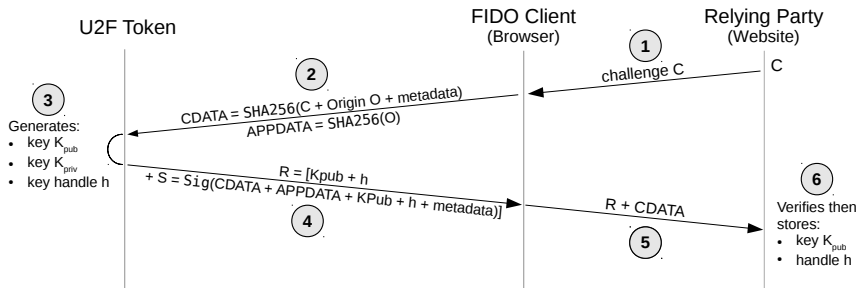 U2F Token
FIDO Client
(Browser)
Relying Party
(Website)
1
challenge C
C
2
CDATA = SHA256(C + Origin O + metadata)
APPDATA = SHA256(O)
3
Generates:
• key Kpub
• key Kpriv
• key handle h
R = [Kpub + h
+ S = Sig(CDATA + APPDATA + KPub + h + metadata)]
4
R + CDATA
5
6
Verifies then
stores:
• key Kpub
• handle h